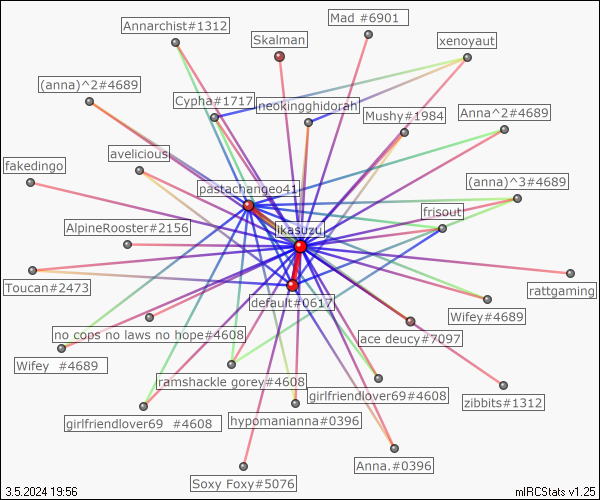 Mad #6901
Annarchist#1312
Skalman
xenoyaut
(anna)^2#4689
Cypha#1717
neokingghidorah
Mushy#1984
Anna^2#4689
avelicious
fakedingo
pastachangeo41
(anna)^3#4689
frisout
AlpineRooster#2156
ikasuzu
Toucan#2473
rattgaming
default#0617
Wifey#4689
no cops no laws no hope#4608
ace deucy#7097
Wifey  #4689
ramshackle gorey#4608
girlfriendlover69#4608
zibbits#1312
girlfriendlover69  #4608
hypomanianna#0396
Anna.#0396
Soxy Foxy#5076
3.5.2024 19:56
mIRCStats v1.25